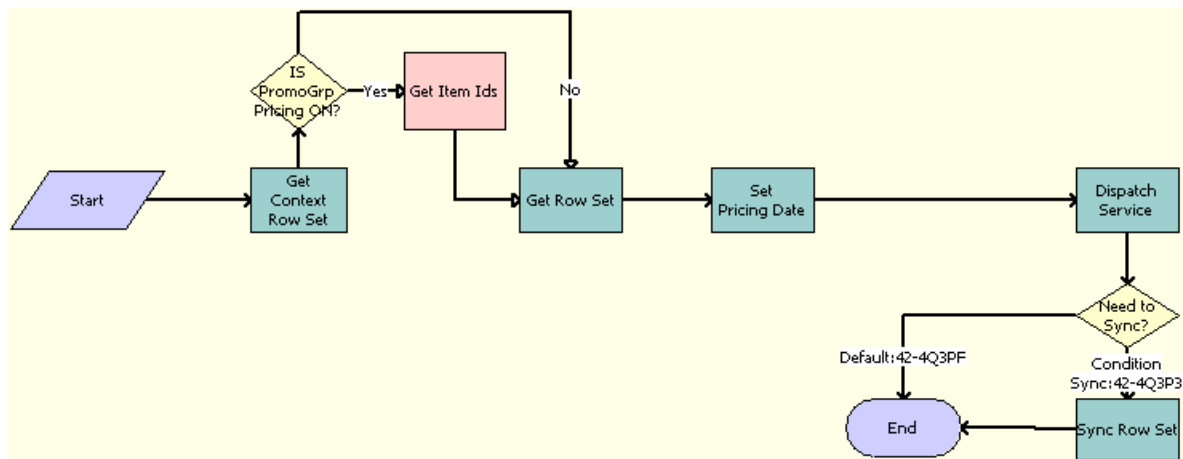 IS
PromoGrp
Pricing ON?
Yes
Get Item Ids
No
Start
Get
Context
Row Set
Get Row Set
Set
Pricing Date
Dispatch
Service
Need to
Sync?
Default:42-4Q3PF
Condition
Sync:42-4Q3P3
End
Sync Row Set